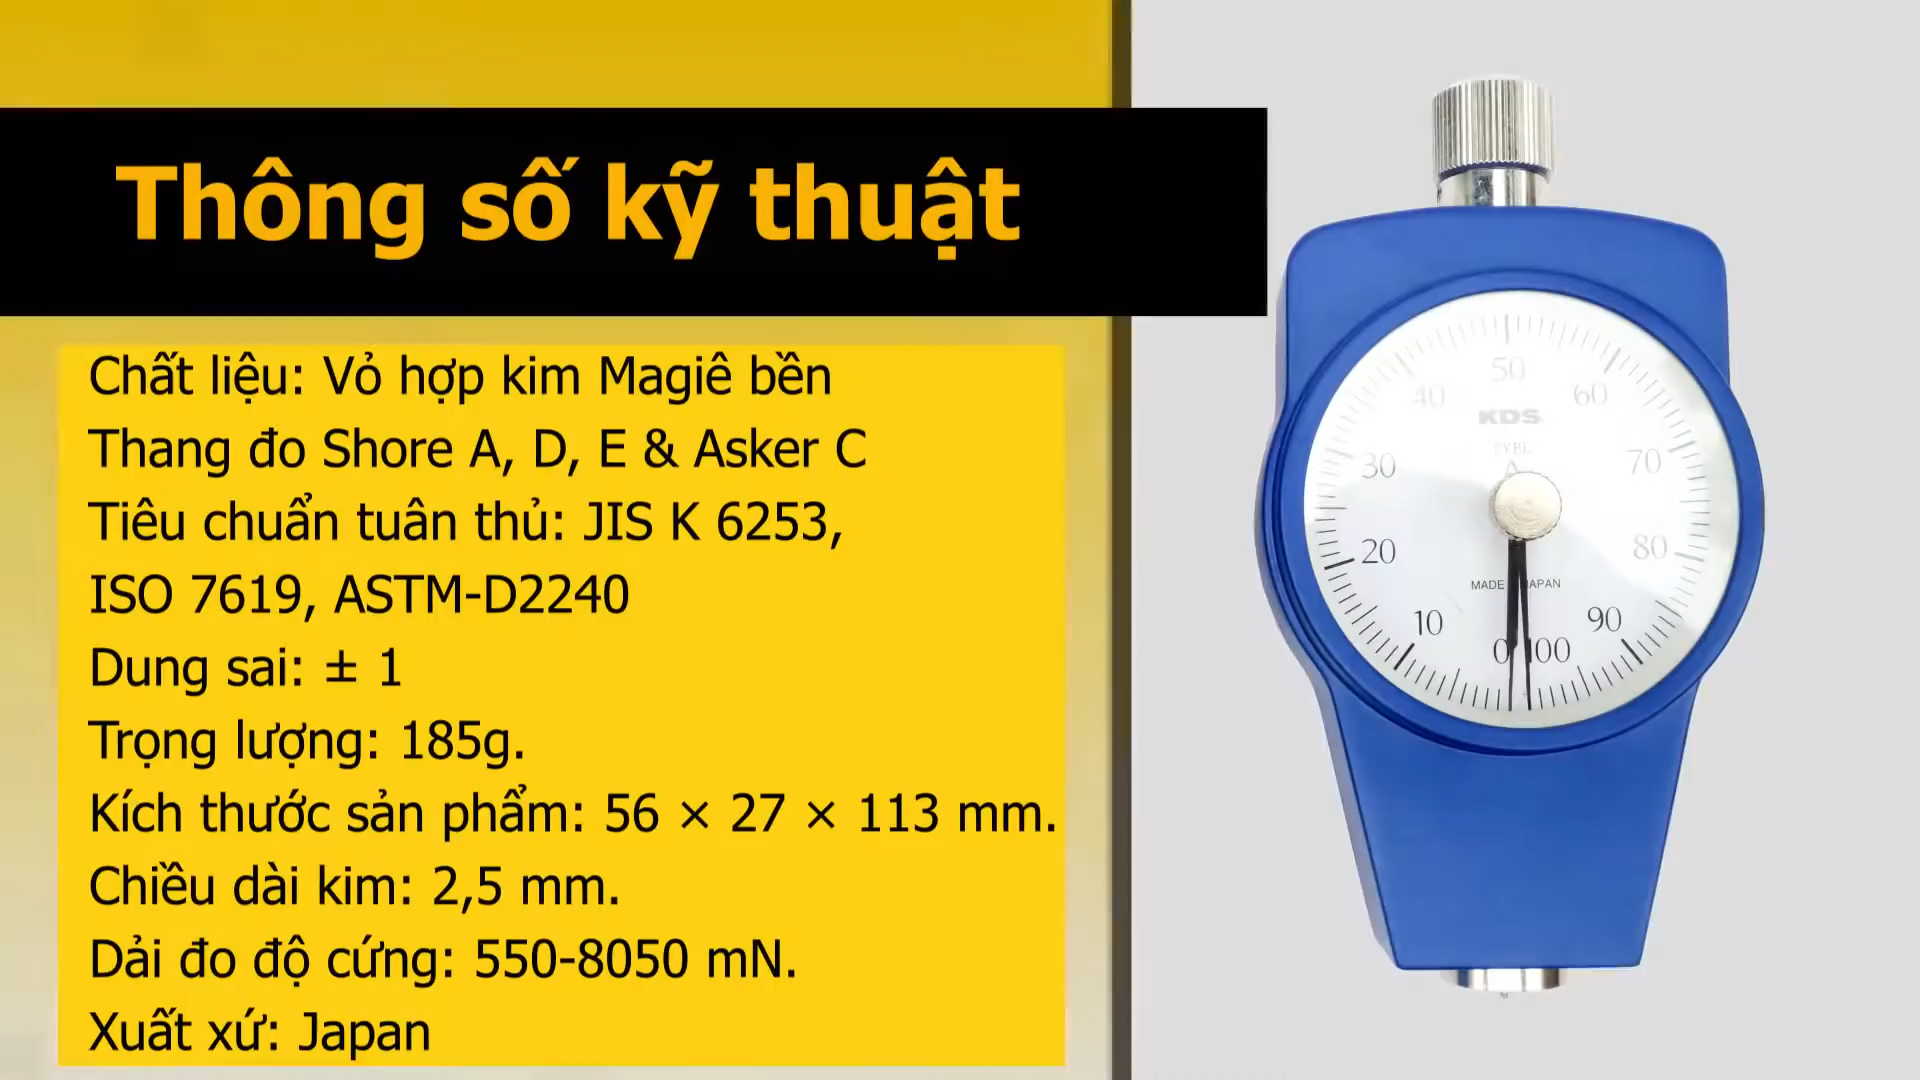 Thông số kỹ thuật
Chất liệu: Vỏ hợp kim Magiê bền
Thang đo Shore A, D, E & Asker C
Tiêu chuẩn tuân thủ: JIS K 6253,
ISO 7619, ASTM-D2240
Dung sai: ± 1
Trọng lượng: 185g.
Kích thước sản phẩm: 56 × 27 × 113 mm.
Chiều dài kim: 2,5 mm.
Dải đo độ cứng: 550-8050 mN.
Xuất xứ: Japan
50
40 60
KDS
TYPE
A
30 70
20 80
MADE JAPAN
10 90
0 100